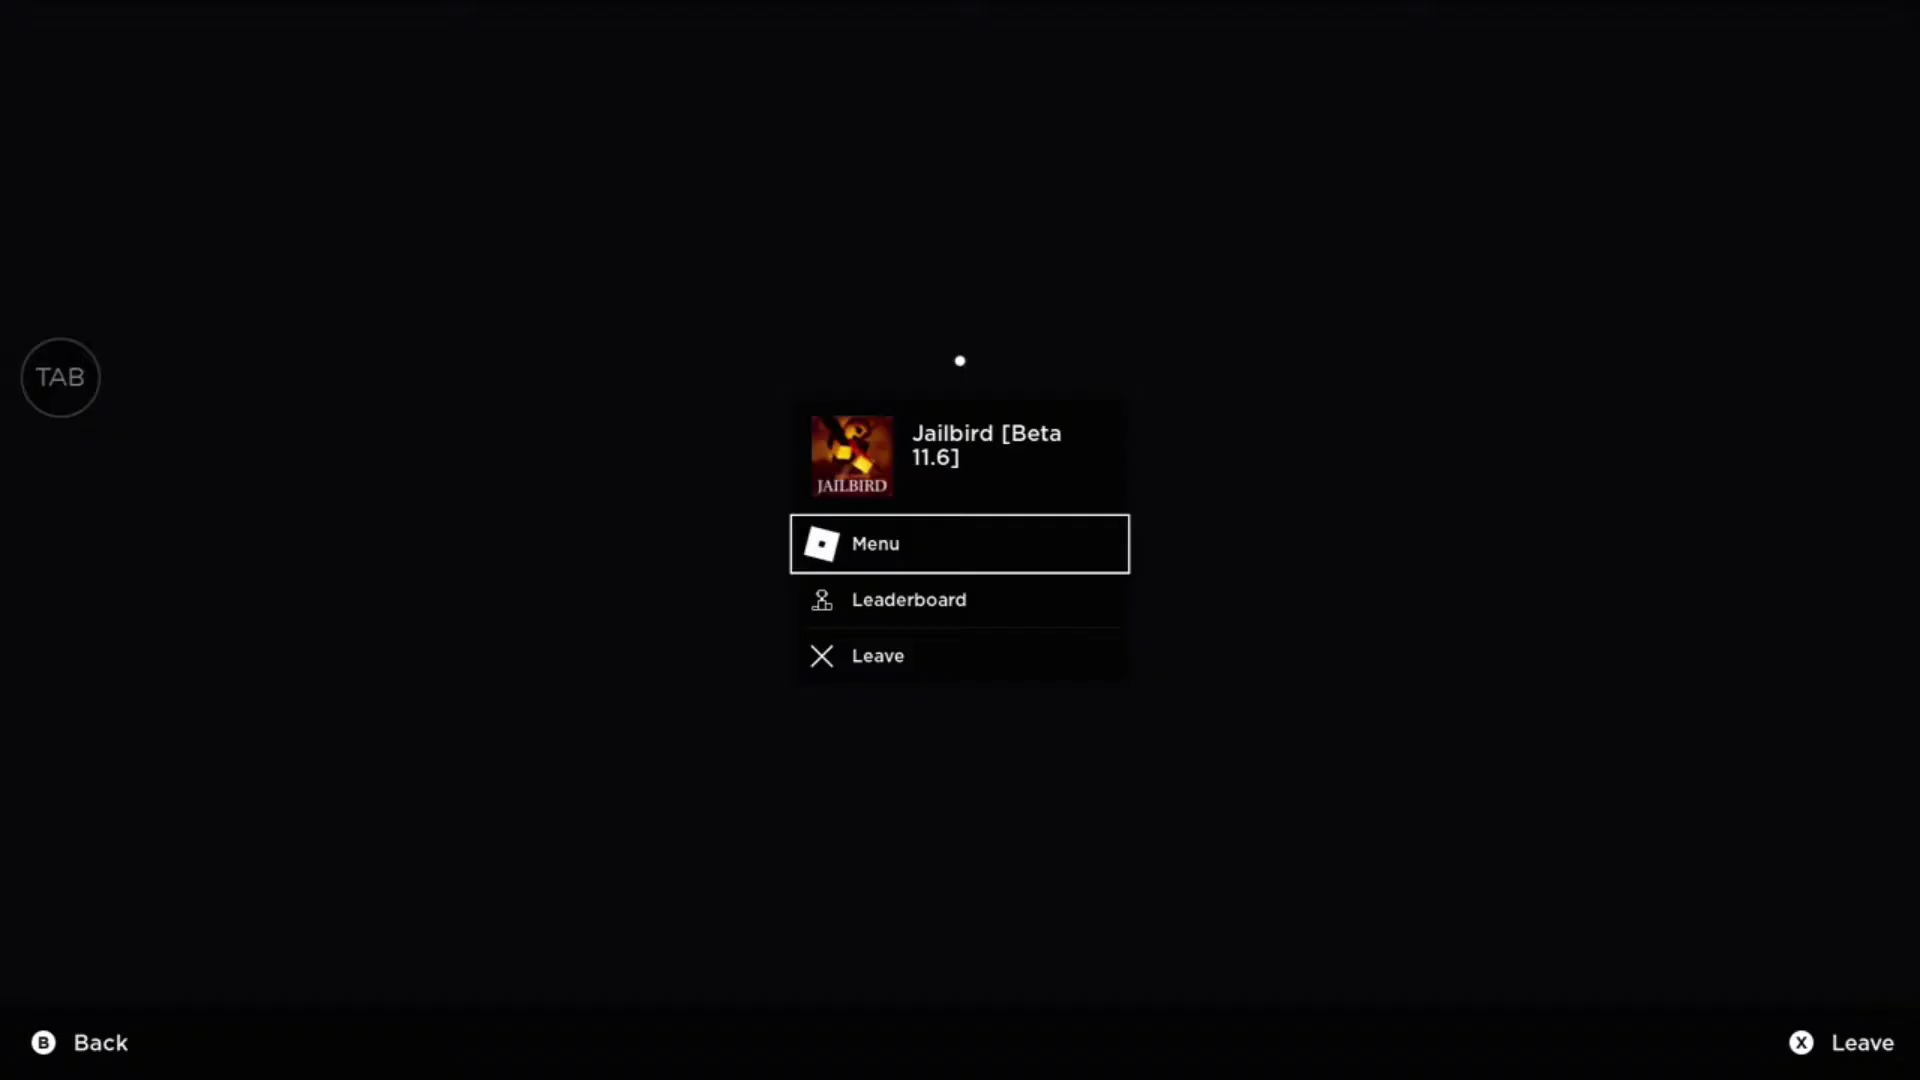 TAB
Jailbird [Beta
11.6]
JAILBIRD
Menu
Leaderboard
Leave
B Back
X Leave